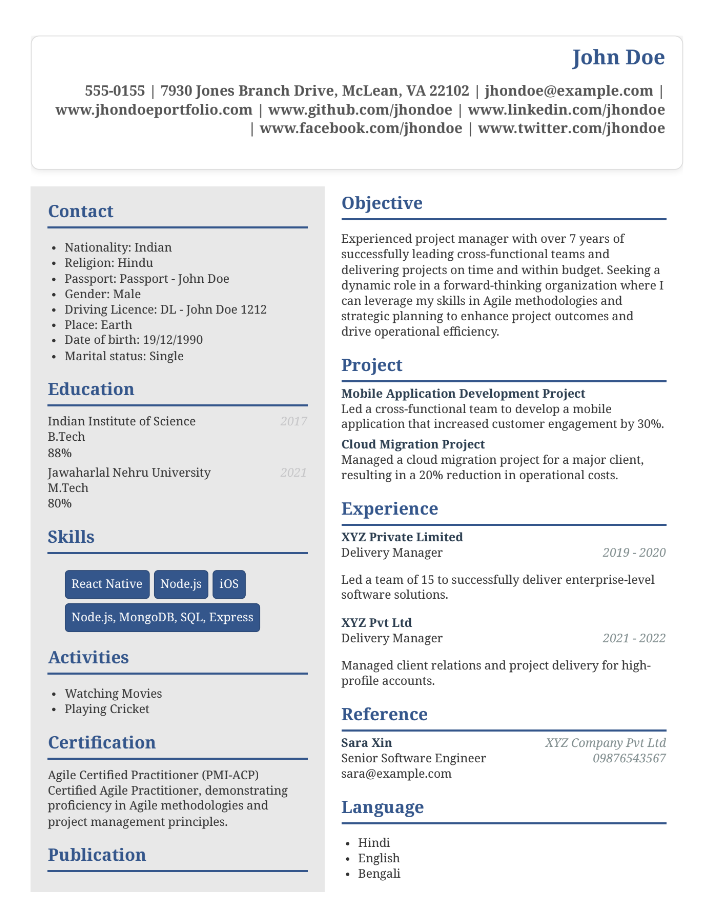 John Doe
555-0155 | 7930 Jones Branch Drive, McLean, VA 22102 | jhondoe@example.com |
www.jhondoeportfolio.com | www.github.com/jhondoe | www.linkedin.com/jhondoe
| www.facebook.com/jhondoe | www.twitter.com/jhondoe
Contact
• Nationality: Indian
• Religion: Hindu
• Passport: Passport - John Doe
• Gender: Male
• Driving Licence: DL - John Doe 1212
• Place: Earth
• Date of birth: 19/12/1990
• Marital status: Single
Education
Indian Institute of Science 2017
B.Tech
88%
Jawaharlal Nehru University 2021
M.Tech
80%
Skills
React Native Node.js iOS
Node.js, MongoDB, SQL, Express
Activities
• Watching Movies
• Playing Cricket
Certification
Agile Certified Practitioner (PMI-ACP)
Certified Agile Practitioner, demonstrating
proficiency in Agile methodologies and
project management principles.
Publication
Objective
Experienced project manager with over 7 years of
successfully leading cross-functional teams and
delivering projects on time and within budget. Seeking a
dynamic role in a forward-thinking organization where I
can leverage my skills in Agile methodologies and
strategic planning to enhance project outcomes and
drive operational efficiency.
Project
Mobile Application Development Project
Led a cross-functional team to develop a mobile
application that increased customer engagement by 30%.
Cloud Migration Project
Managed a cloud migration project for a major client,
resulting in a 20% reduction in operational costs.
Experience
XYZ Private Limited
Delivery Manager 2019 - 2020
Led a team of 15 to successfully deliver enterprise-level
software solutions.
XYZ Pvt Ltd
Delivery Manager 2021 - 2022
Managed client relations and project delivery for high-
profile accounts.
Reference
Sara Xin XYZ Company Pvt Ltd
Senior Software Engineer 09876543567
sara@example.com
Language
• Hindi
• English
• Bengali